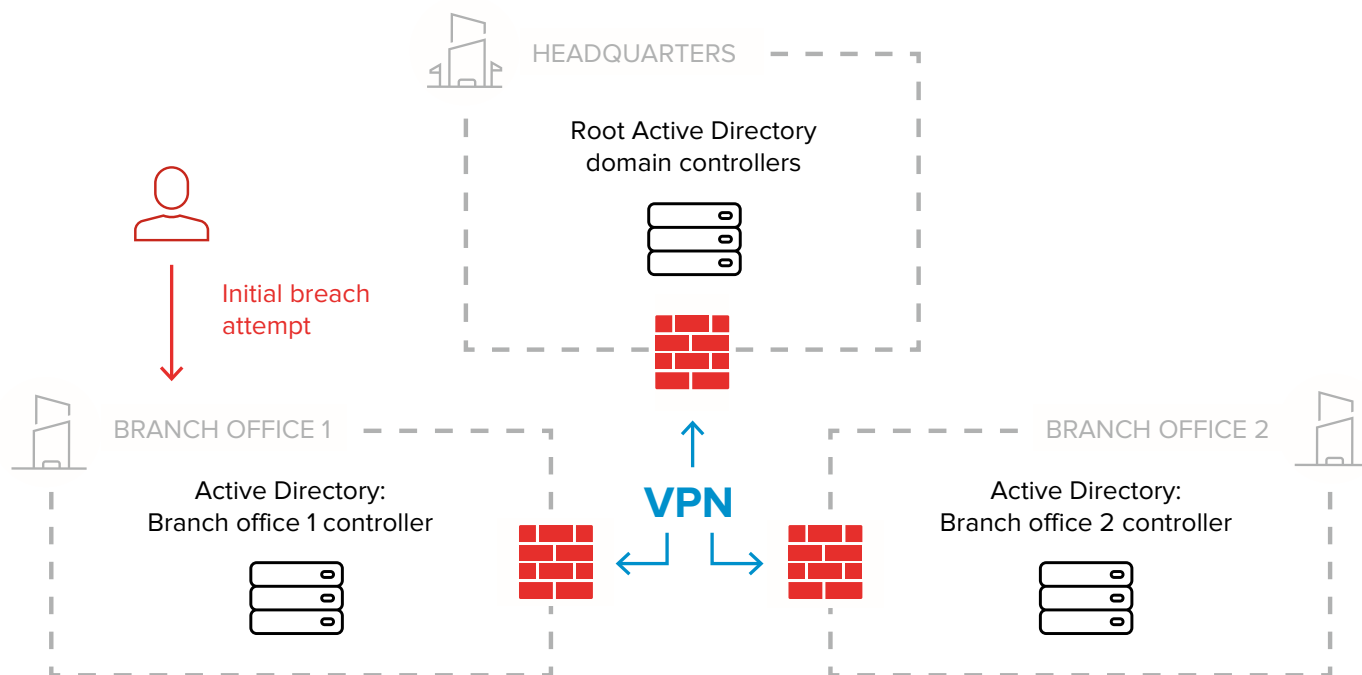 HEADQUARTERS
Root Active Directory
domain controllers
Initial breach
attempt
BRANCH OFFICE 1
Active Directory:
Branch office 1 controller
VPN
BRANCH OFFICE 2
Active Directory:
Branch office 2 controller